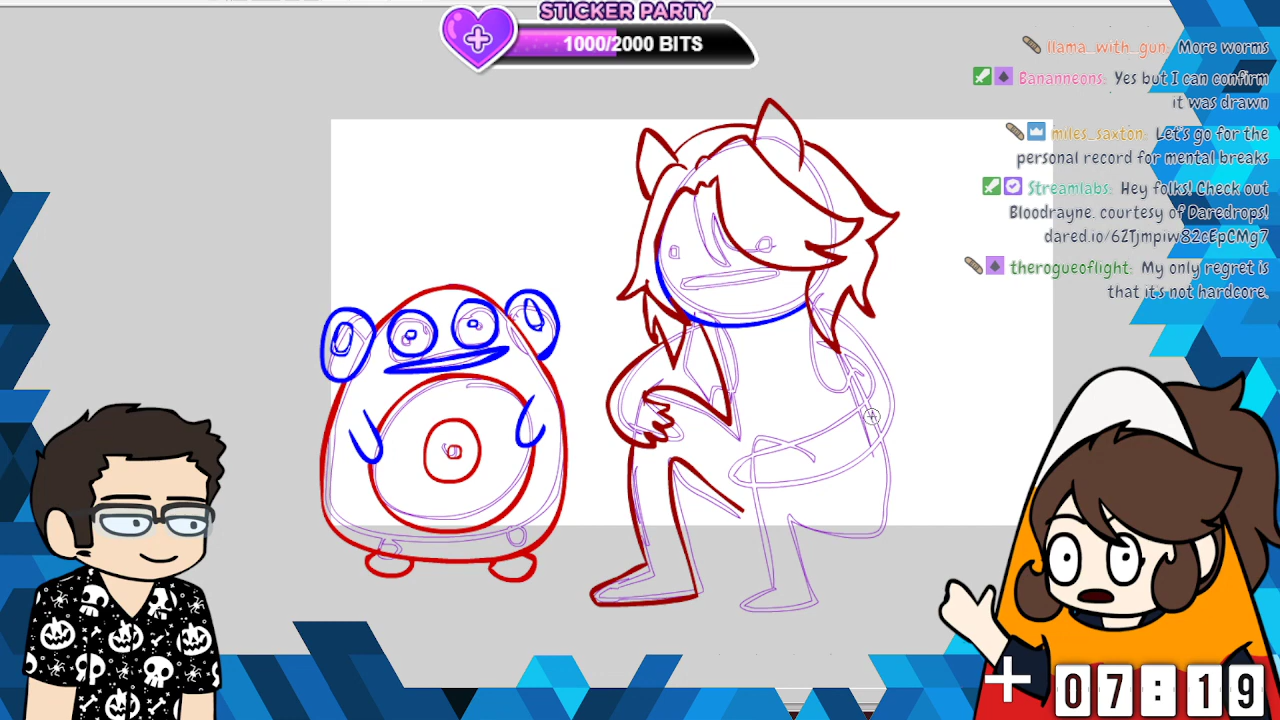 STICKER PARTY
1000/2000 BITS
llama_with_gun: More worms
Bananneons: Yes but I can confirm
it was drawn
miles_saxton: Let's go for the
personal record for mental breaks
Streamlabs: Hey folks! Check out
Bloodrayne. courtesy of Daredrops!
dared.io/6ZTjmpiw82cEpCMg7
therogueoflight: My only regret is
that it's not hardcore.
+ 07:19